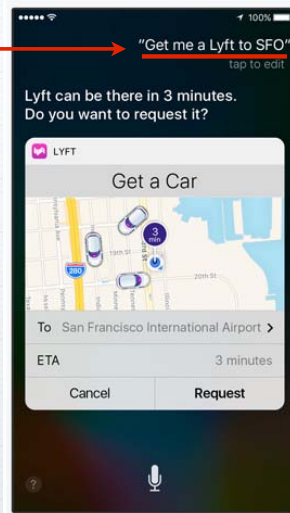 100%
"Get me a Lyft to SFO"
tap to edit
Lyft can be there in 3 minutes.
Do you want to request it?
LYFT
Get a Car
3
min
19th St
280
20th St
To San Francisco International Airport >
ETA 3 minutes
Cancel Request
?